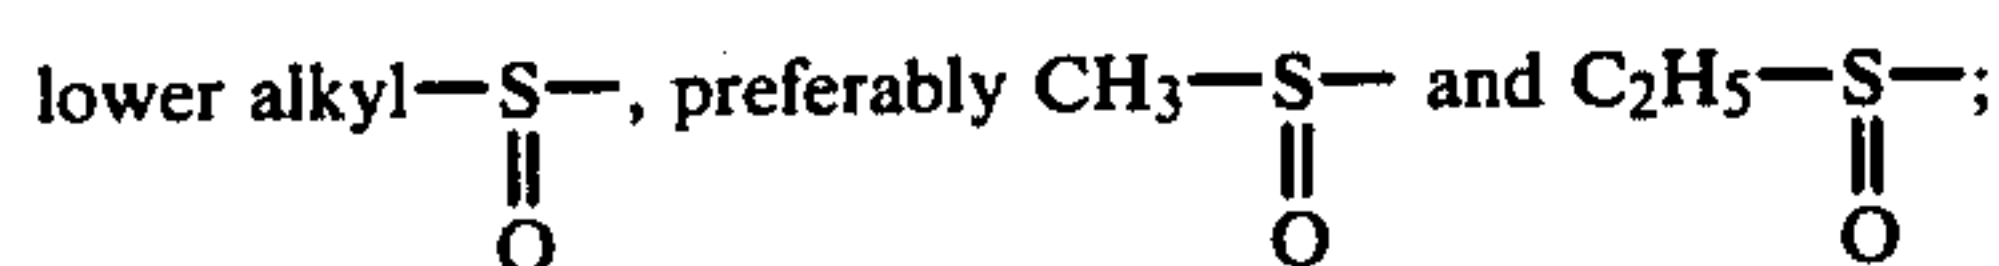 lower alkyl—S—, preferably CH₃—S— and C₂H₅—S—;
‖ ‖ ‖
O O O